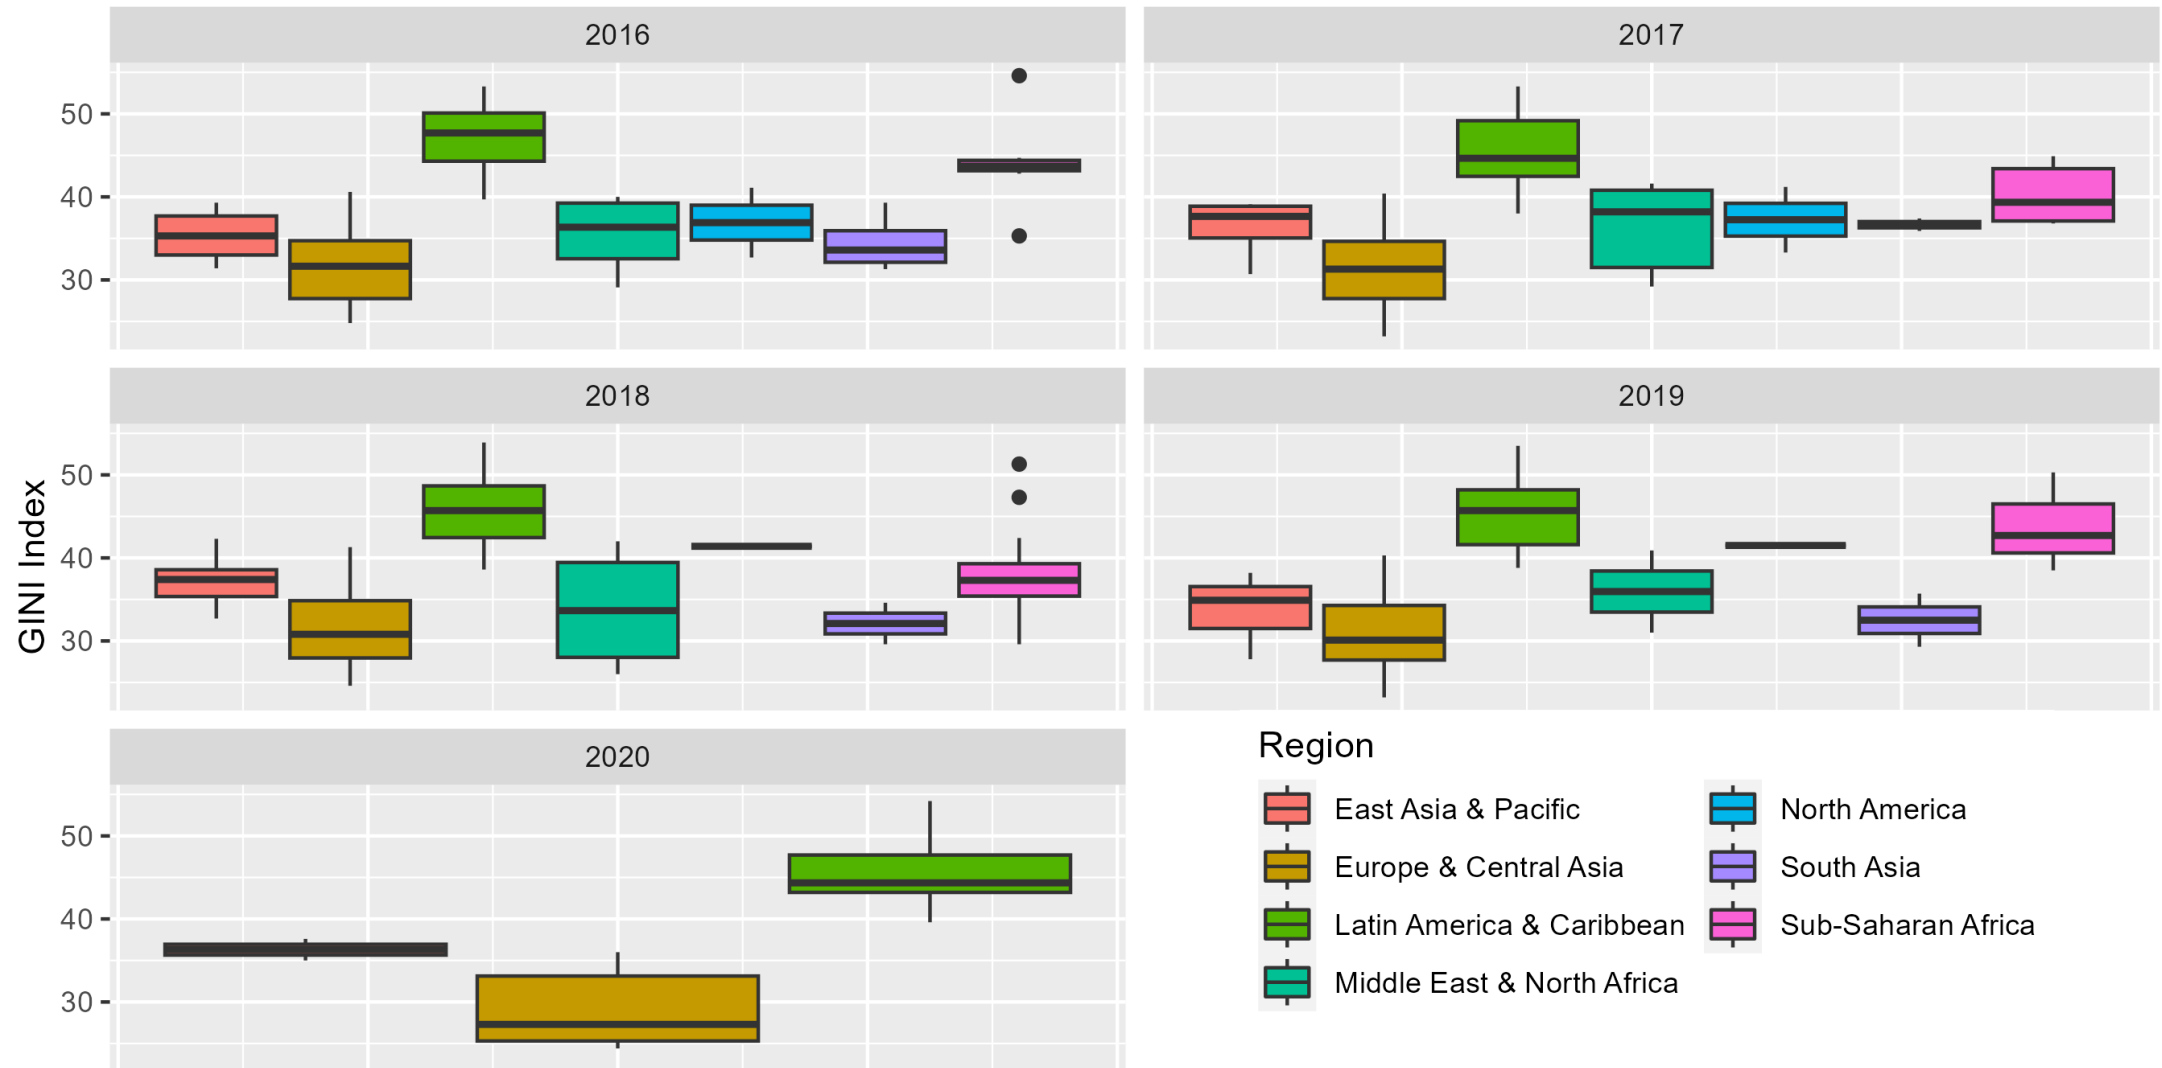 2016
2017
50
40
30
2018
2019
50
40
30
GINI Index
2020
50
40
30
Region
East Asia & Pacific
North America
Europe & Central Asia
South Asia
Latin America & Caribbean
Sub-Saharan Africa
Middle East & North Africa